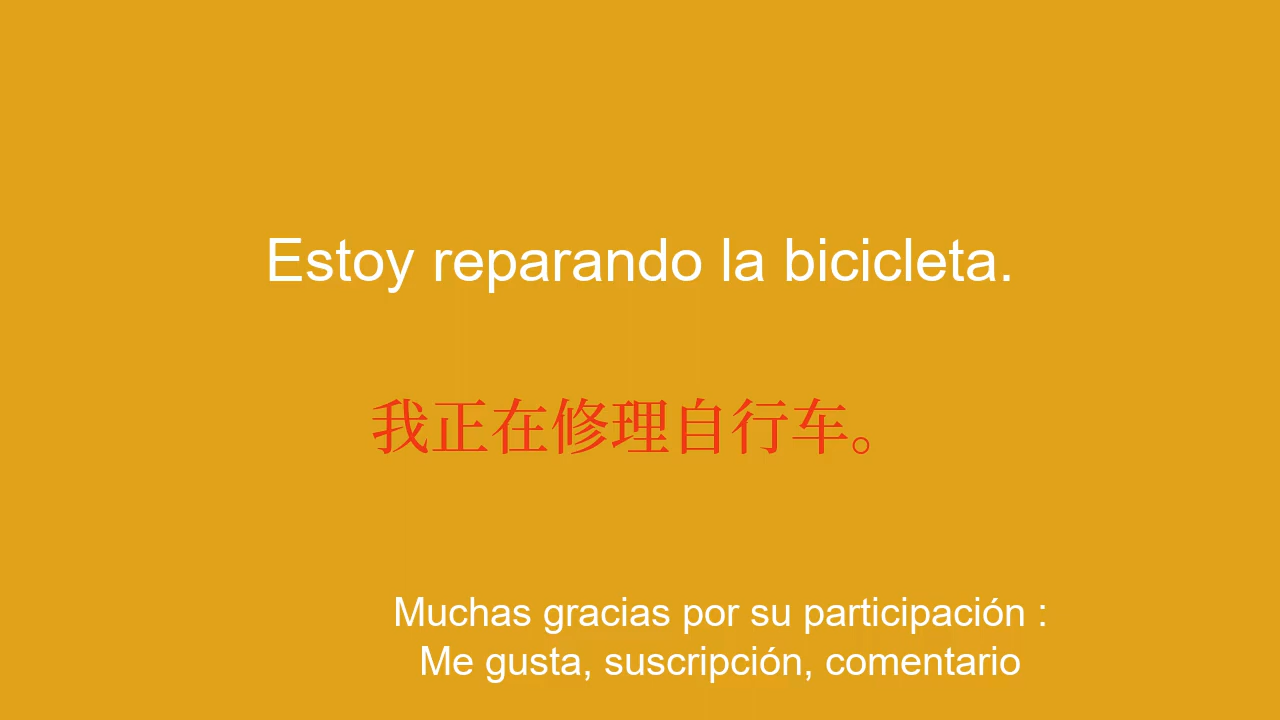 Estoy reparando la bicicleta.
我正在修理自行车。
Muchas gracias por su participación :
Me gusta, suscripción, comentario